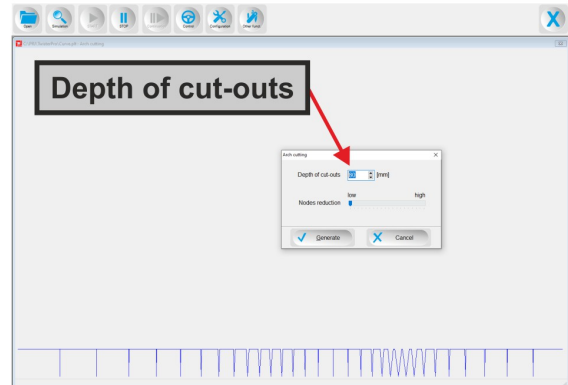 Open
Simulation
STOP
Control
Configuration
Depth of cut-outs
Arch cutting
Depth of cut-outs
[mm]
low
high
Nodes reduction
Generate
Cancel